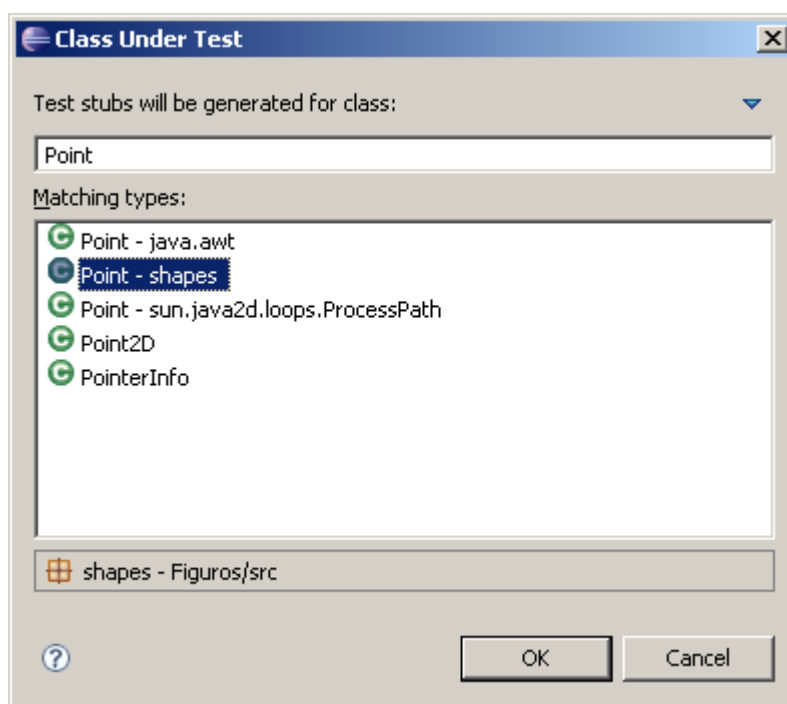 Class Under Test
Test stubs will be generated for class:
Point
Matching types:
Point - java.awt
Point - shapes
Point - sun.java2d.loops.ProcessPath
Point2D
PointerInfo
shapes - Figuros/src
OK Cancel